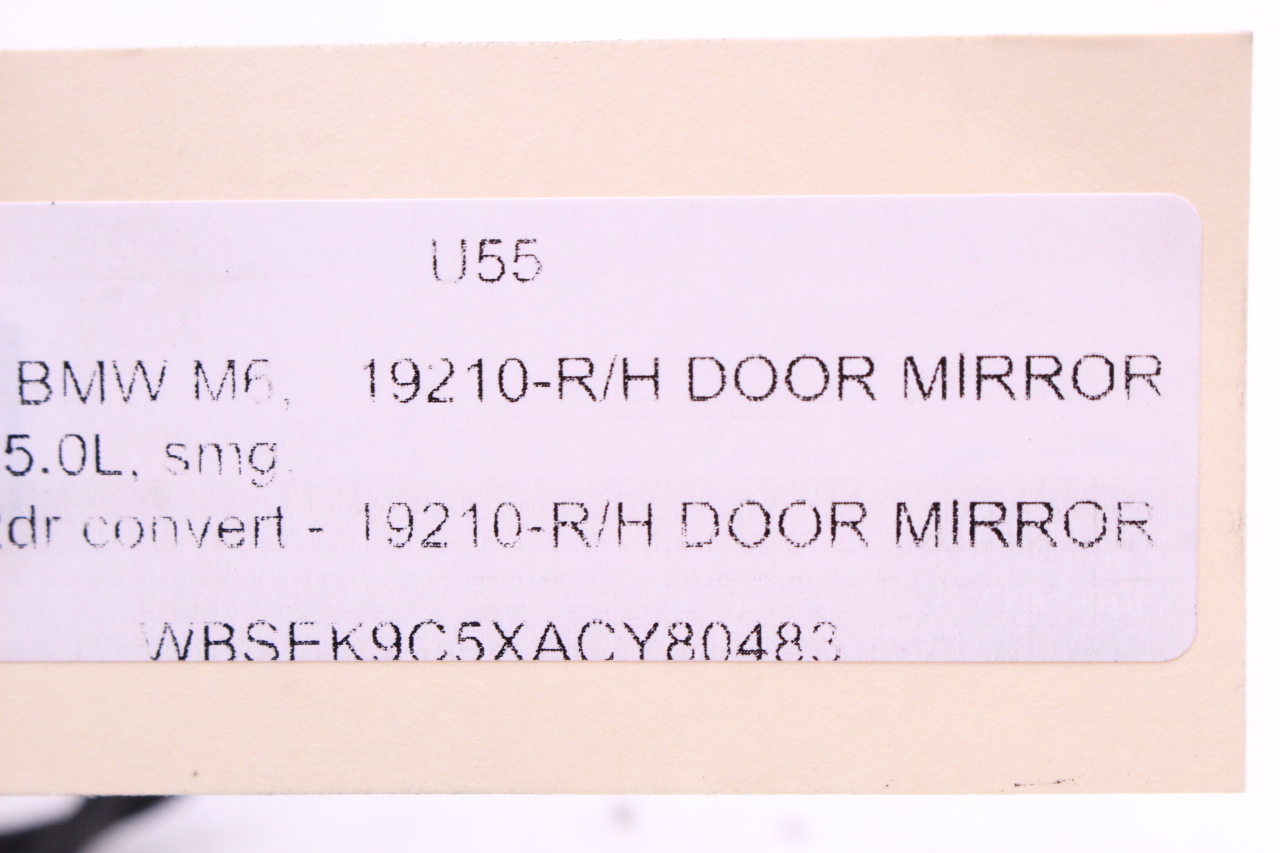 U55
BMW M6, 19210-R/H DOOR MIRROR
5.0L, smg.
2dr convert - 19210-R/H DOOR MIRROR
WBSEK9C5XACY80483